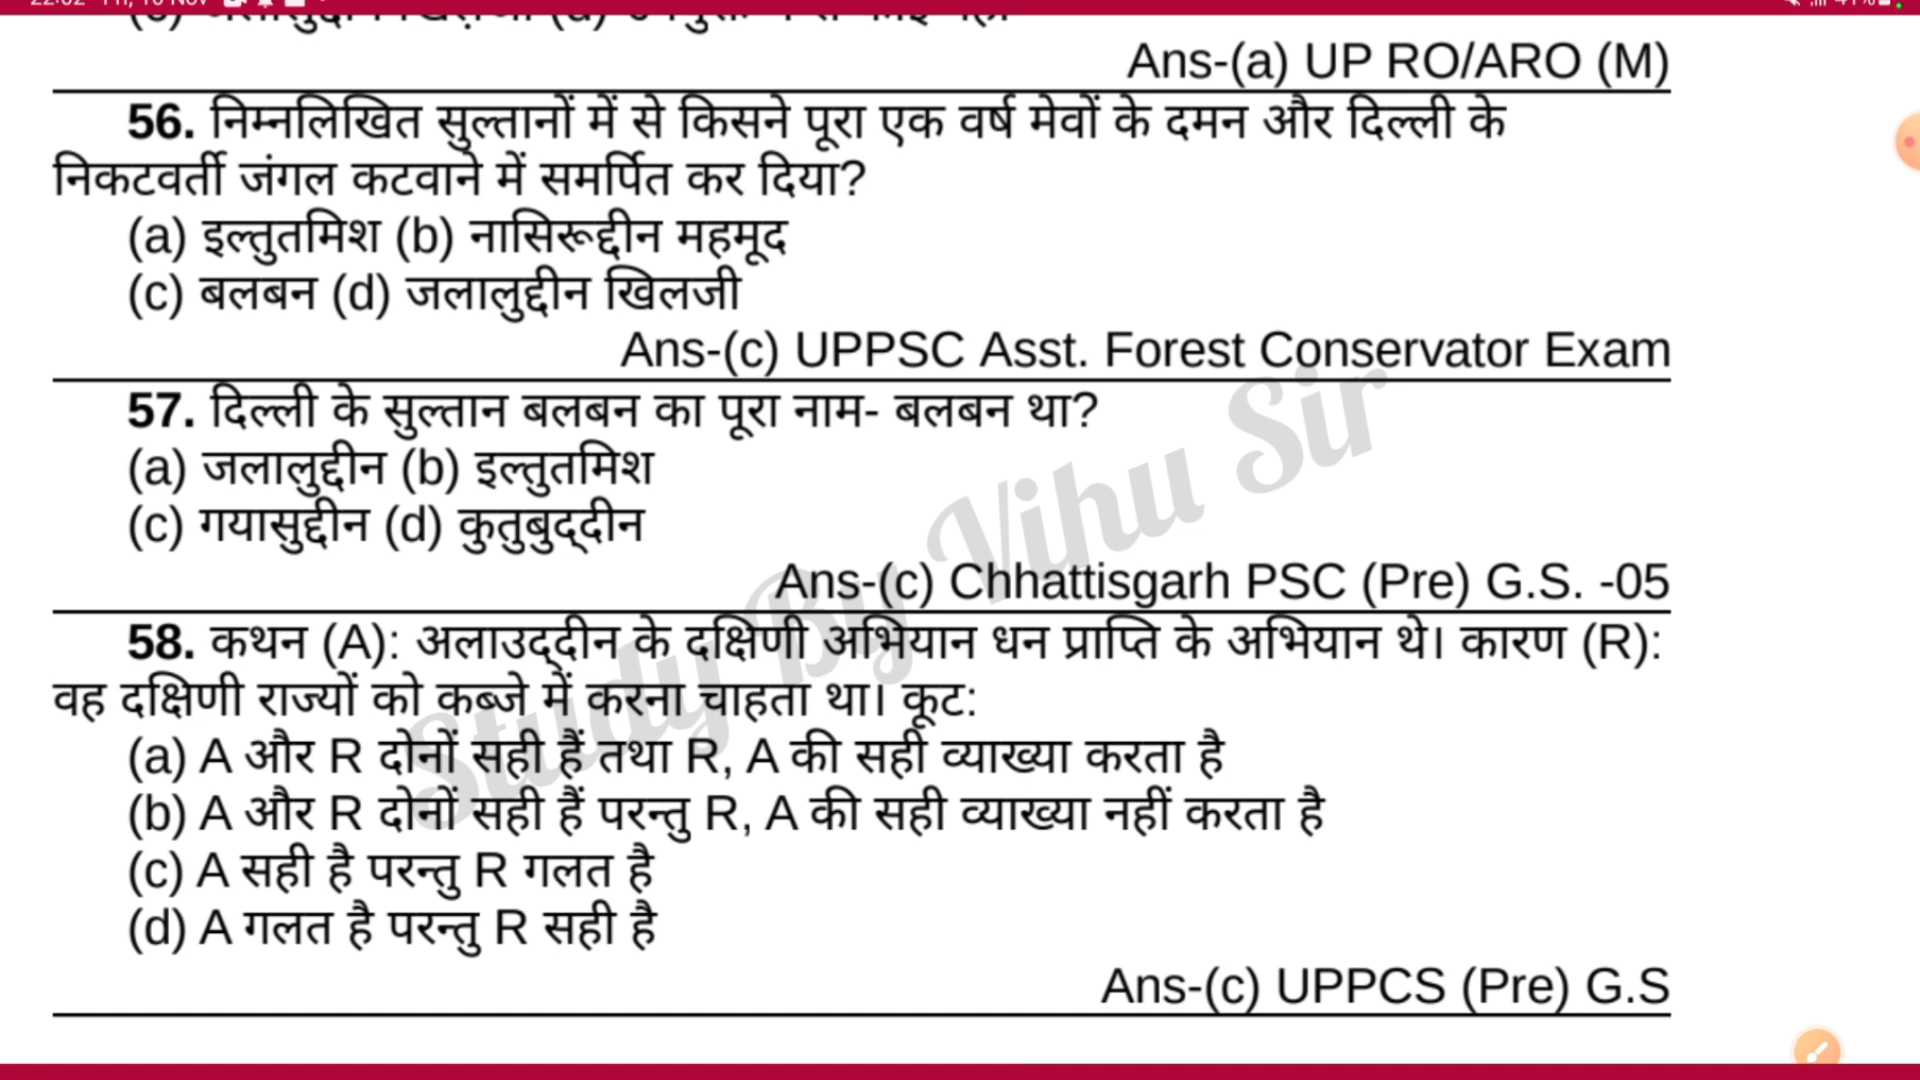 Ans-(a) UP RO/ARO (M)
56. निम्नलिखित सुल्तानों में से किसने पूरा एक वर्ष मेवों के दमन और दिल्ली के
निकटवर्ती जंगल कटवाने में समर्पित कर दिया?
(a) इल्तुतमिश (b) नासिरूद्दीन महमूद
(c) बलबन (d) जलालुद्दीन खिलजी
Ans-(c) UPPSC Asst. Forest Conservator Exam
57. दिल्ली के सुल्तान बलबन का पूरा नाम- बलबन था?
(a) जलालुद्दीन (b) इल्तुतमिश
(c) गयासुद्दीन (d) कुतुबुद्‌दीन
Ans-(c) Chhattisgarh PSC (Pre) G.S. -05
58. कथन (A): अलाउद्‌दीन के दक्षिणी अभियान धन प्राप्ति के अभियान थे। कारण (R):
वह दक्षिणी राज्यों को कब्जे में करना चाहता था। कूट:
(a) A और R दोनों सही हैं तथा R, A की सही व्याख्या करता है
(b) A और R दोनों सही हैं परन्तु R, A की सही व्याख्या नहीं करता है
(c) A सही है परन्तु R गलत है
(d) A गलत है परन्तु R सही है
Ans-(c) UPPCS (Pre) G.S
Study By Vihu Sir